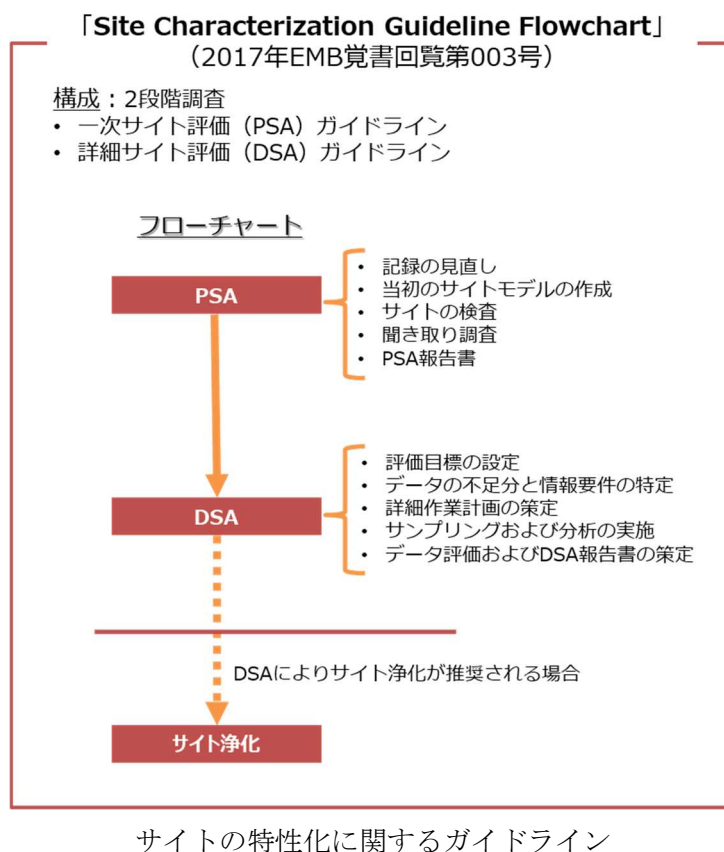 「Site Characterization Guideline Flowchart」
（2017年EMB覚書回覧第003号）
構成：2段階調査
• 一次サイト評価（PSA）ガイドライン
• 詳細サイト評価（DSA）ガイドライン
フローチャート
PSA
• 記録の見直し
• 当初のサイトモデルの作成
• サイトの検査
• 聞き取り調査
• PSA報告書
DSA
• 評価目標の設定
• データの不足分と情報要件の特定
• 詳細作業計画の策定
• サンプリングおよび分析の実施
• データ評価およびDSA報告書の策定
DSAによりサイト浄化が推奨される場合
サイト浄化
サイトの特性化に関するガイドライン